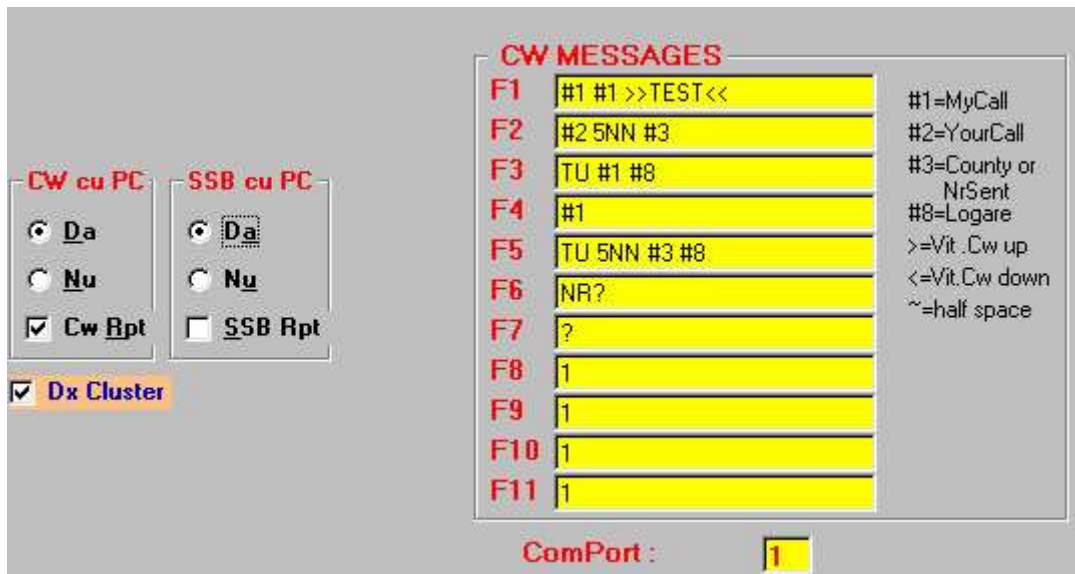 CW cu PC
Da
Nu
Cw Rpt
SSB cu PC
Da
Nu
SSB Rpt
Dx Cluster
CW MESSAGES
F1 #1 #1 >>TEST<<
F2 #2 5NN #3
F3 TU #1 #8
F4 #1
F5 TU 5NN #3 #8
F6 NR?
F7 ?
F8 1
F9 1
F10 1
F11 1
#1=MyCall
#2=YourCall
#3=County or
NrSent
#8=Logare
>=Vit .Cw up
<=Vit.Cw down
~=half space
ComPort : 1